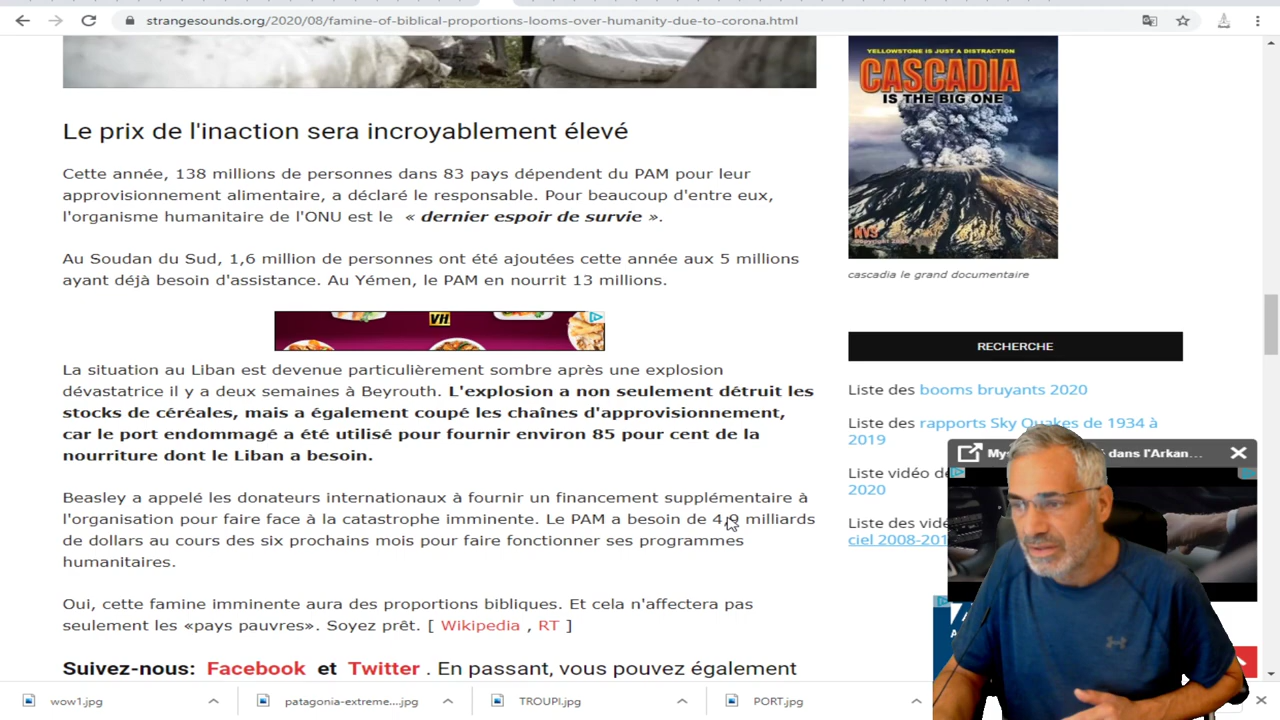 strangesounds.org/2020/08/famine-of-biblical-proportions-looms-over-humanity-due-to-corona.html
Le prix de l'inaction sera incroyablement élevé
Cette année, 138 millions de personnes dans 83 pays dépendent du PAM pour leur
approvisionnement alimentaire, a déclaré le responsable. Pour beaucoup d'entre eux,
l'organisme humanitaire de l'ONU est le « dernier espoir de survie ».
Au Soudan du Sud, 1,6 million de personnes ont été ajoutées cette année aux 5 millions
ayant déjà besoin d'assistance. Au Yémen, le PAM en nourrit 13 millions.
VH
La situation au Liban est devenue particulièrement sombre après une explosion
dévastatrice il y a deux semaines à Beyrouth. L'explosion a non seulement détruit les
stocks de céréales, mais a également coupé les chaînes d'approvisionnement,
car le port endommagé a été utilisé pour fournir environ 85 pour cent de la
nourriture dont le Liban a besoin.
Beasley a appelé les donateurs internationaux à fournir un financement supplémentaire à
l'organisation pour faire face à la catastrophe imminente. Le PAM a besoin de 4,9 milliards
de dollars au cours des six prochains mois pour faire fonctionner ses programmes
humanitaires.
Oui, cette famine imminente aura des proportions bibliques. Et cela n'affectera pas
seulement les «pays pauvres». Soyez prêt. [ Wikipedia , RT ]
Suivez-nous: Facebook et Twitter . En passant, vous pouvez également
YELLOWSTONE IS JUST A DISTRACTION
CASCADIA
IS THE BIG ONE
cascadia le grand documentaire
RECHERCHE
Liste des booms bruyants 2020
Liste des rapports Sky Quakes de 1934 à
2019
Liste vidéo
2020
Liste des
ciel 2008-201
dans l'Arkan...
wow1.jpg
patagonia-extreme....jpg
TROUPI.jpg
PORT.jpg